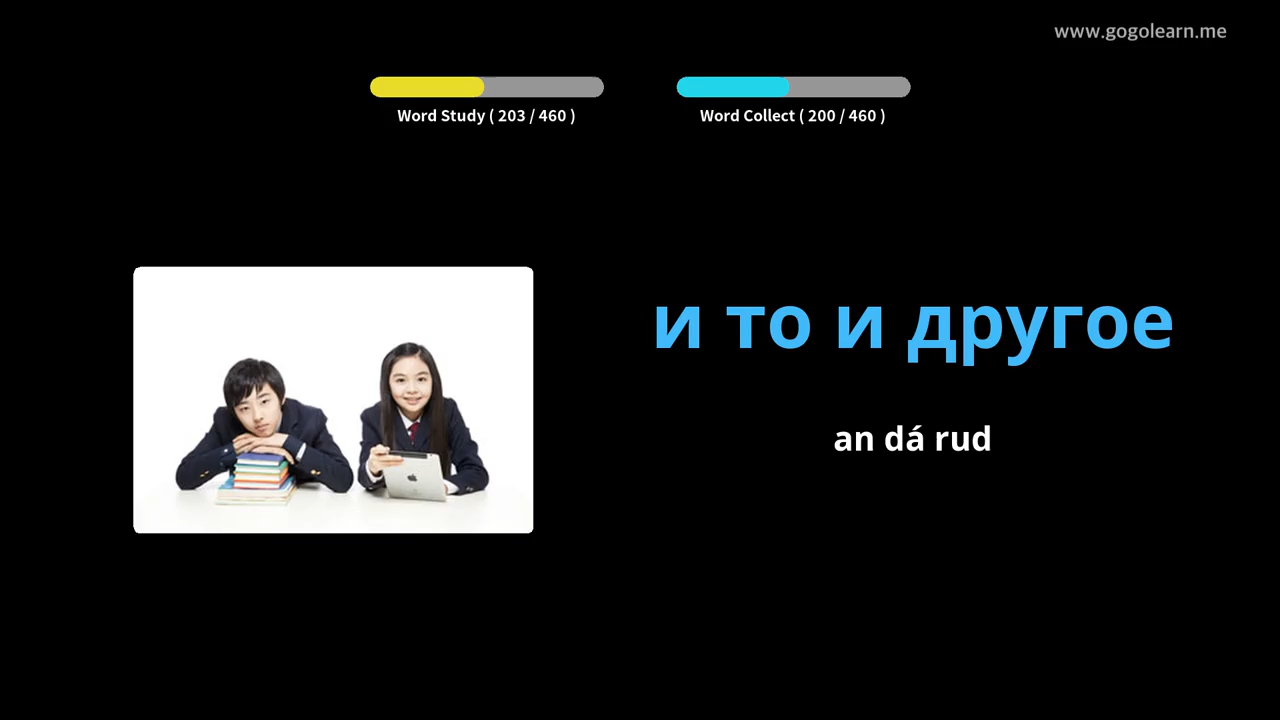 www.gogolearn.me
Word Study ( 203 / 460 )
Word Collect ( 200 / 460 )
и то и другое
an dá rud